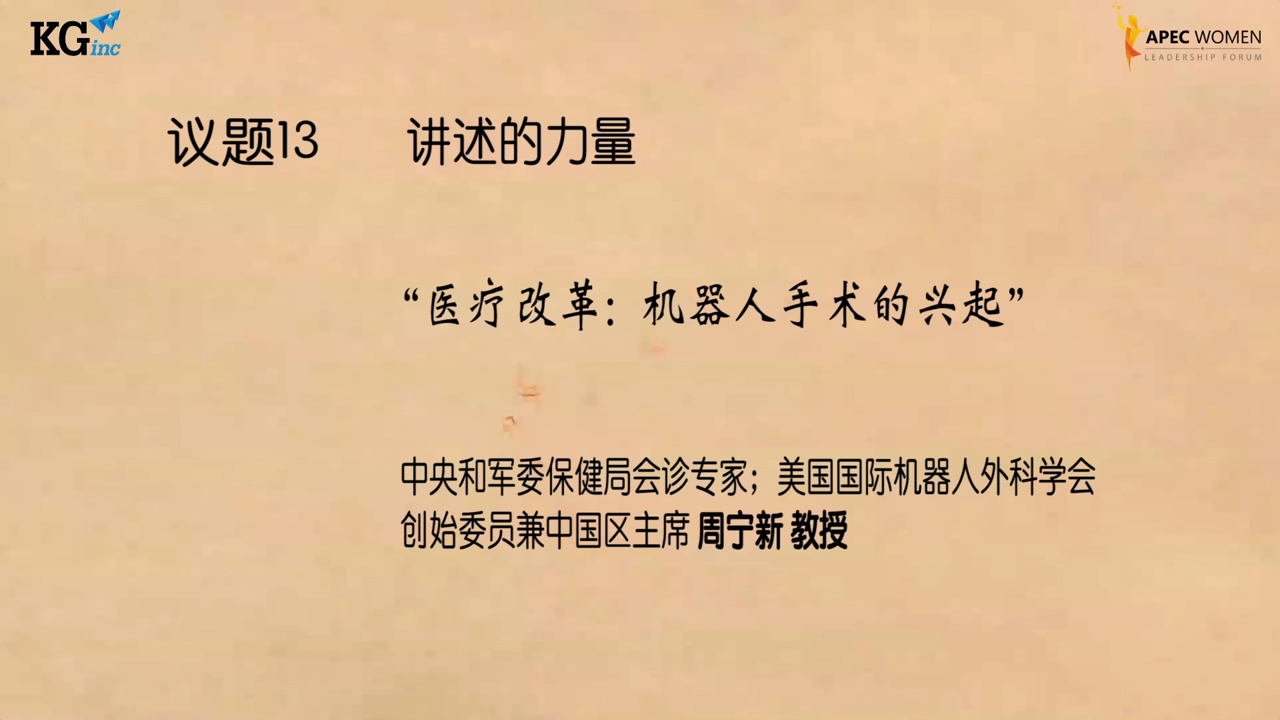 KGinc
APEC WOMEN
LEADERSHIP FORUM
议题13 讲述的力量
“医疗改革：机器人手术的兴起”
中央和军委保健局会诊专家；美国国际机器人外科学会
创始委员兼中国区主席 周宁新 教授